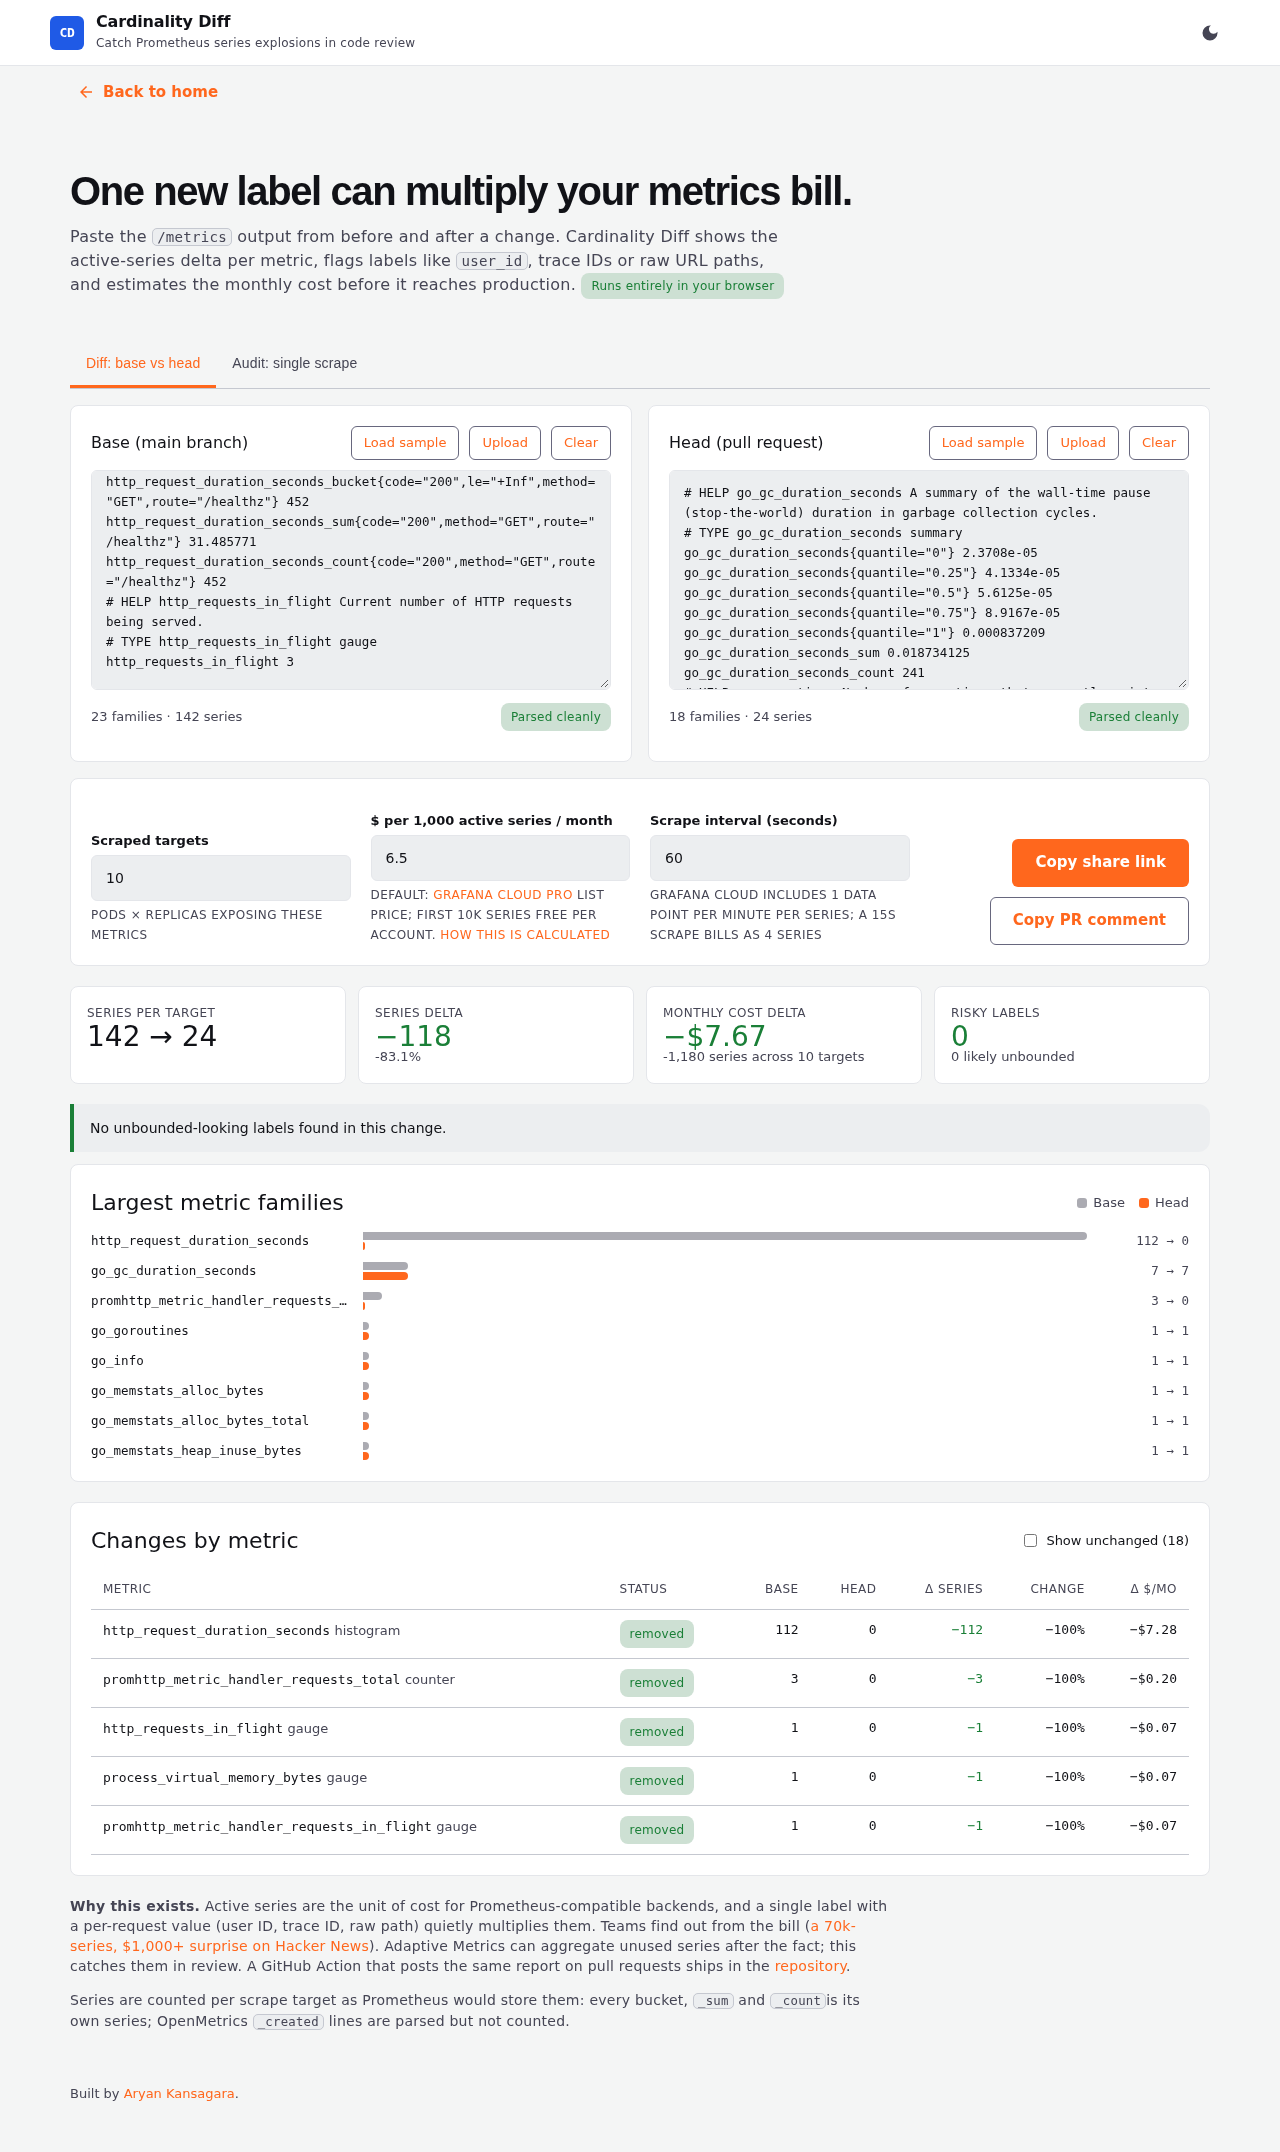 CD
Cardinality Diff
Catch Prometheus series explosions in code review
Back to home
One new label can multiply your metrics bill.
Paste the /metrics output from before and after a change. Cardinality Diff shows the
active-series delta per metric, flags labels like user_id, trace IDs or raw URL paths,
and estimates the monthly cost before it reaches production. Runs entirely in your browser
Diff: base vs head Audit: single scrape
Base (main branch) Load sample Upload Clear
http_request_duration_seconds_bucket{code="200",le="+Inf",method=
"GET",route="/healthz"} 452
http_request_duration_seconds_sum{code="200",method="GET",route="
/healthz"} 31.485771
http_request_duration_seconds_count{code="200",method="GET",route
="/healthz"} 452
# HELP http_requests_in_flight Current number of HTTP requests
being served.
# TYPE http_requests_in_flight gauge
http_requests_in_flight 3
23 families · 142 series Parsed cleanly
Head (pull request) Load sample Upload Clear
# HELP go_gc_duration_seconds A summary of the wall-time pause
(stop-the-world) duration in garbage collection cycles.
# TYPE go_gc_duration_seconds summary
go_gc_duration_seconds{quantile="0"} 2.3708e-05
go_gc_duration_seconds{quantile="0.25"} 4.1334e-05
go_gc_duration_seconds{quantile="0.5"} 5.6125e-05
go_gc_duration_seconds{quantile="0.75"} 8.9167e-05
go_gc_duration_seconds{quantile="1"} 0.000837209
go_gc_duration_seconds_sum 0.018734125
go_gc_duration_seconds_count 241
18 families · 24 series Parsed cleanly
Scraped targets
10
PODS × REPLICAS EXPOSING THESE
METRICS
$ per 1,000 active series / month
6.5
DEFAULT: GRAFANA CLOUD PRO LIST
PRICE; FIRST 10K SERIES FREE PER
ACCOUNT. HOW THIS IS CALCULATED
Scrape interval (seconds)
60
GRAFANA CLOUD INCLUDES 1 DATA
POINT PER MINUTE PER SERIES; A 15S
SCRAPE BILLS AS 4 SERIES
Copy share link
Copy PR comment
SERIES PER TARGET
142 → 24
SERIES DELTA
−118
-83.1%
MONTHLY COST DELTA
−$7.67
-1,180 series across 10 targets
RISKY LABELS
0
0 likely unbounded
No unbounded-looking labels found in this change.
Largest metric families Base Head
http_request_duration_seconds 112 → 0
go_gc_duration_seconds 7 → 7
promhttp_metric_handler_requests_… 3 → 0
go_goroutines 1 → 1
go_info 1 → 1
go_memstats_alloc_bytes 1 → 1
go_memstats_alloc_bytes_total 1 → 1
go_memstats_heap_inuse_bytes 1 → 1
Changes by metric Show unchanged (18)
METRIC STATUS BASE HEAD Δ SERIES CHANGE Δ $/MO
http_request_duration_seconds histogram removed 112 0 −112 −100% −$7.28
promhttp_metric_handler_requests_total counter removed 3 0 −3 −100% −$0.20
http_requests_in_flight gauge removed 1 0 −1 −100% −$0.07
process_virtual_memory_bytes gauge removed 1 0 −1 −100% −$0.07
promhttp_metric_handler_requests_in_flight gauge removed 1 0 −1 −100% −$0.07
Why this exists. Active series are the unit of cost for Prometheus-compatible backends, and a single label with
a per-request value (user ID, trace ID, raw path) quietly multiplies them. Teams find out from the bill (a 70k-
series, $1,000+ surprise on Hacker News). Adaptive Metrics can aggregate unused series after the fact; this
catches them in review. A GitHub Action that posts the same report on pull requests ships in the repository.
Series are counted per scrape target as Prometheus would store them: every bucket, _sum and _count is its
own series; OpenMetrics _created lines are parsed but not counted.
Built by Aryan Kansagara.